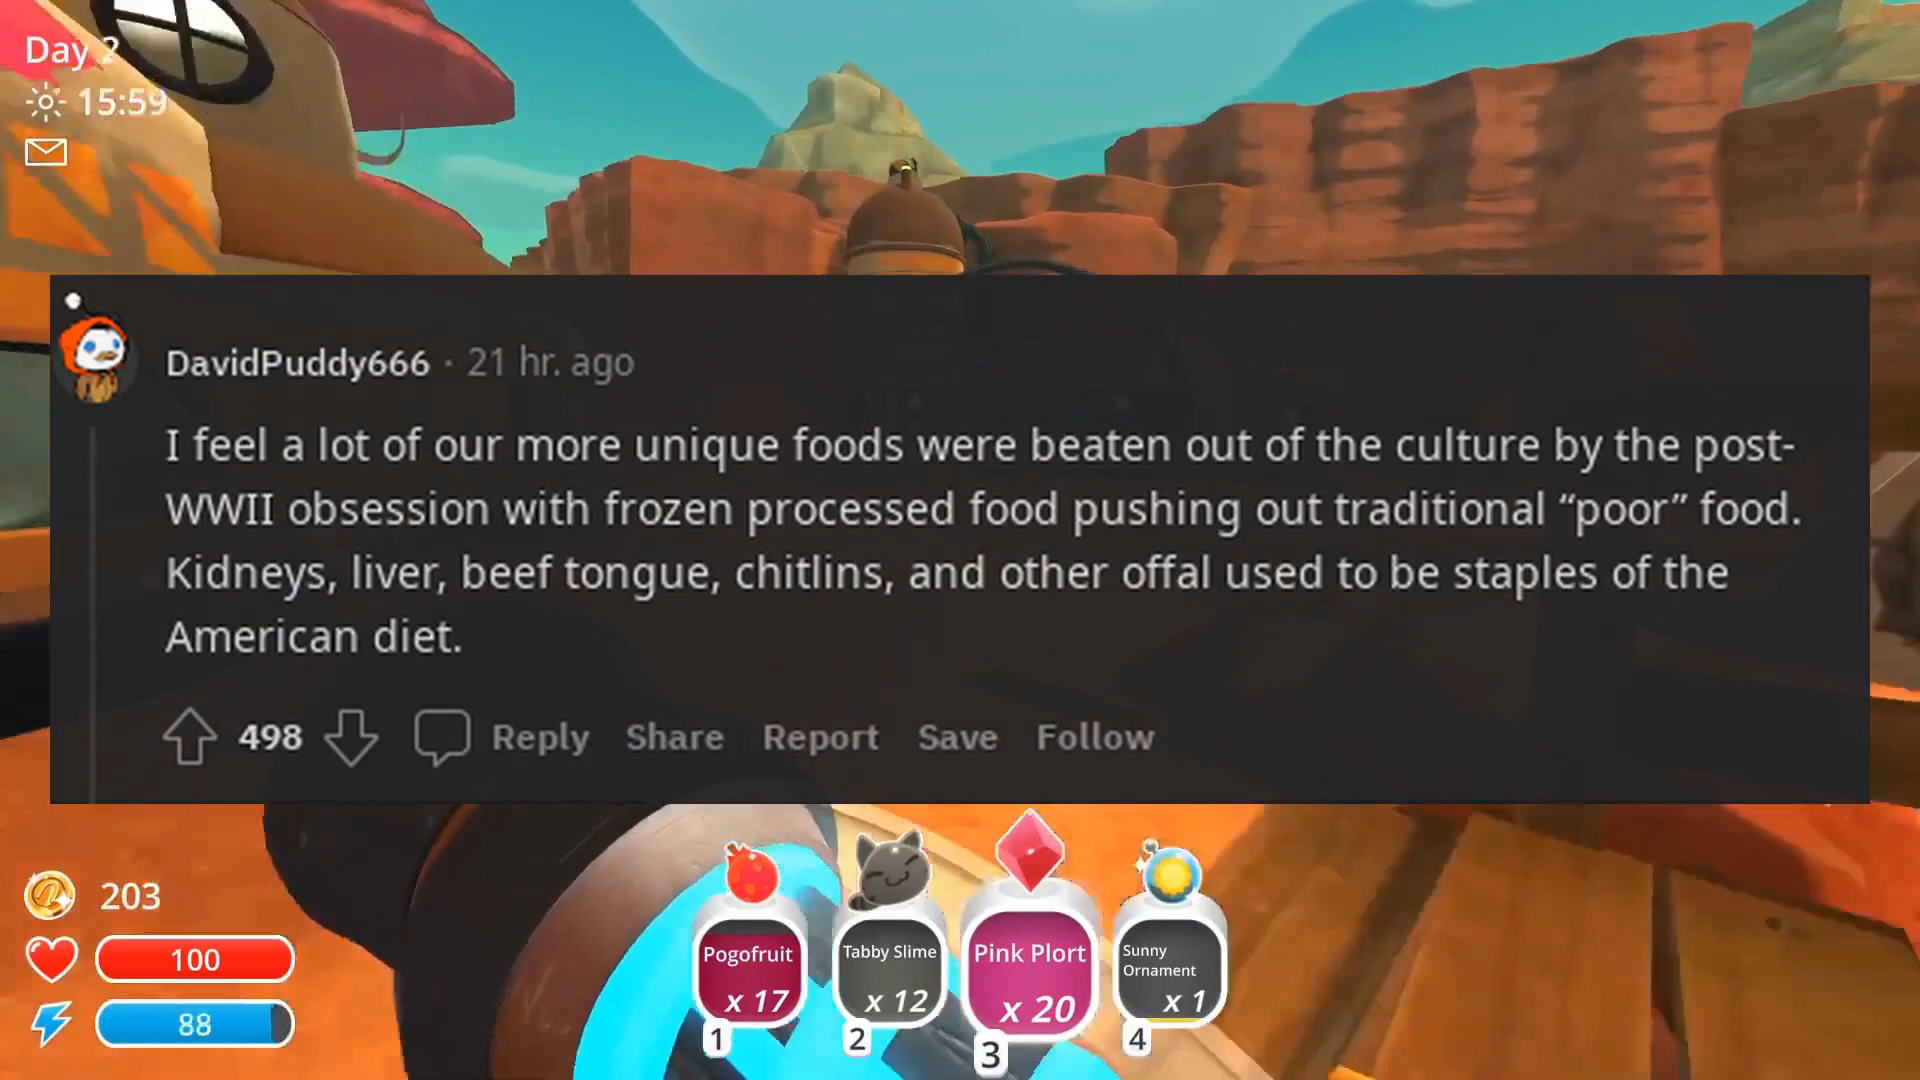 Day 2
15:59
DavidPuddy666 · 21 hr. ago
I feel a lot of our more unique foods were beaten out of the culture by the post-
WWII obsession with frozen processed food pushing out traditional “poor” food.
Kidneys, liver, beef tongue, chitlins, and other offal used to be staples of the
American diet.
498 Reply Share Report Save Follow
203
100
88
Pogofruit
x 17
1
Tabby Slime
x 12
2
Pink Plort
x 20
3
Sunny
Ornament
x 1
4